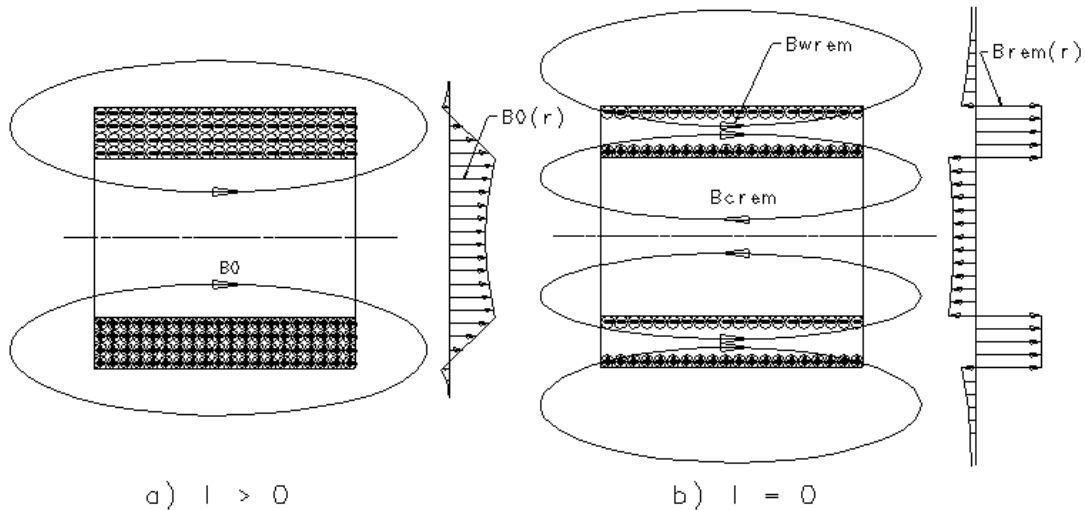 B0(r)
B0
a) I > 0
Bwrem
Brem(r)
Bcrem
b) I = 0